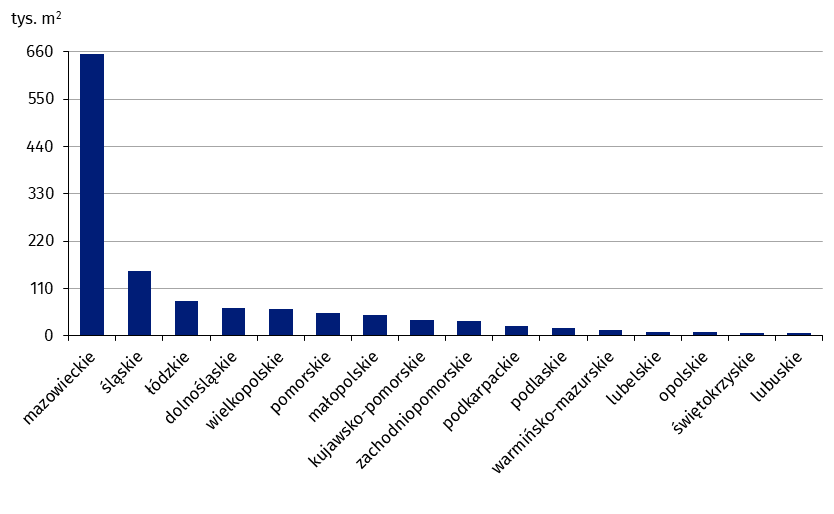 tys. m²
660
550
440
330
220
110
0
mazowieckie
śląskie
łódzkie
dolnośląskie
wielkopolskie
pomorskie
małopolskie
kujawsko-pomorskie
zachodniopomorskie
podkarpackie
podlaskie
warmińsko-mazurskie
lubelskie
opolskie
świętokrzyskie
lubuskie